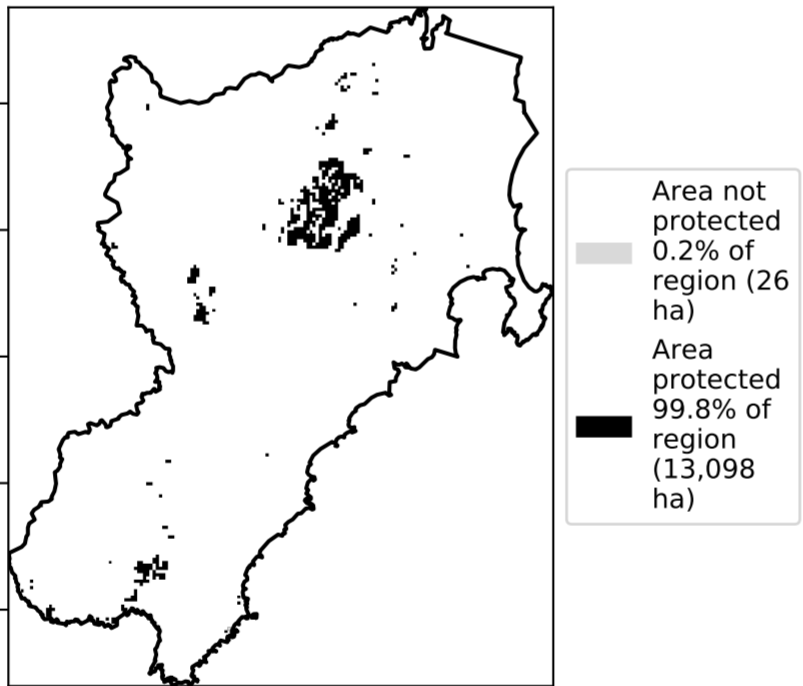 Area not
protected
0.2% of
region (26
ha)
Area
protected
99.8% of
region
(13,098
ha)